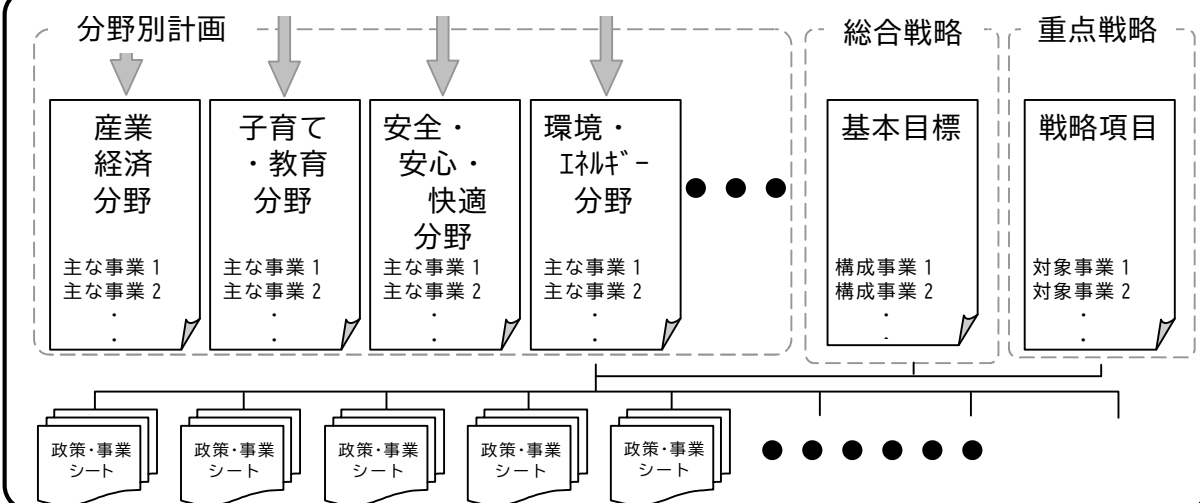 分野別計画
総合戦略
重点戦略
産業
経済
分野
主な事業1
主な事業2
・
・
子育て
・教育
分野
主な事業1
主な事業2
・
・
安全・
安心・
快適
分野
主な事業1
主な事業2
・
・
環境・
エネルギー
分野
主な事業1
主な事業2
・
・
●●●
基本目標
構成事業1
構成事業2
・
・
戦略項目
対象事業1
対象事業2
・
・
政策・事業
シート
政策・事業
シート
政策・事業
シート
政策・事業
シート
政策・事業
シート
●●●●●●